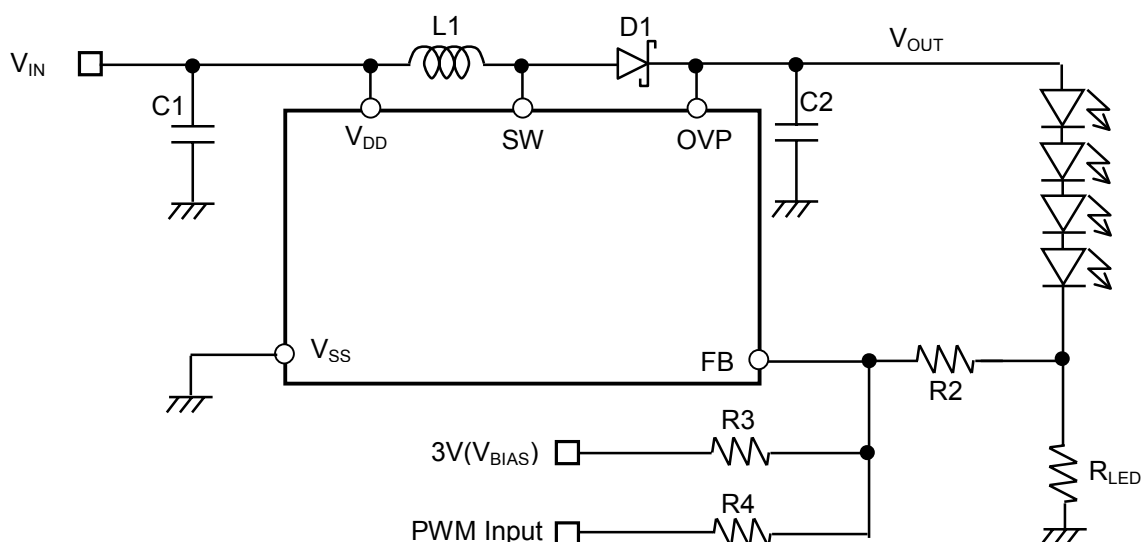 L1
D1
V_OUT
V_IN
C1
V_DD
SW
OVP
C2
V_SS
FB
R2
R3
3V(V_BIAS)
R_LED
R4
PWM Input